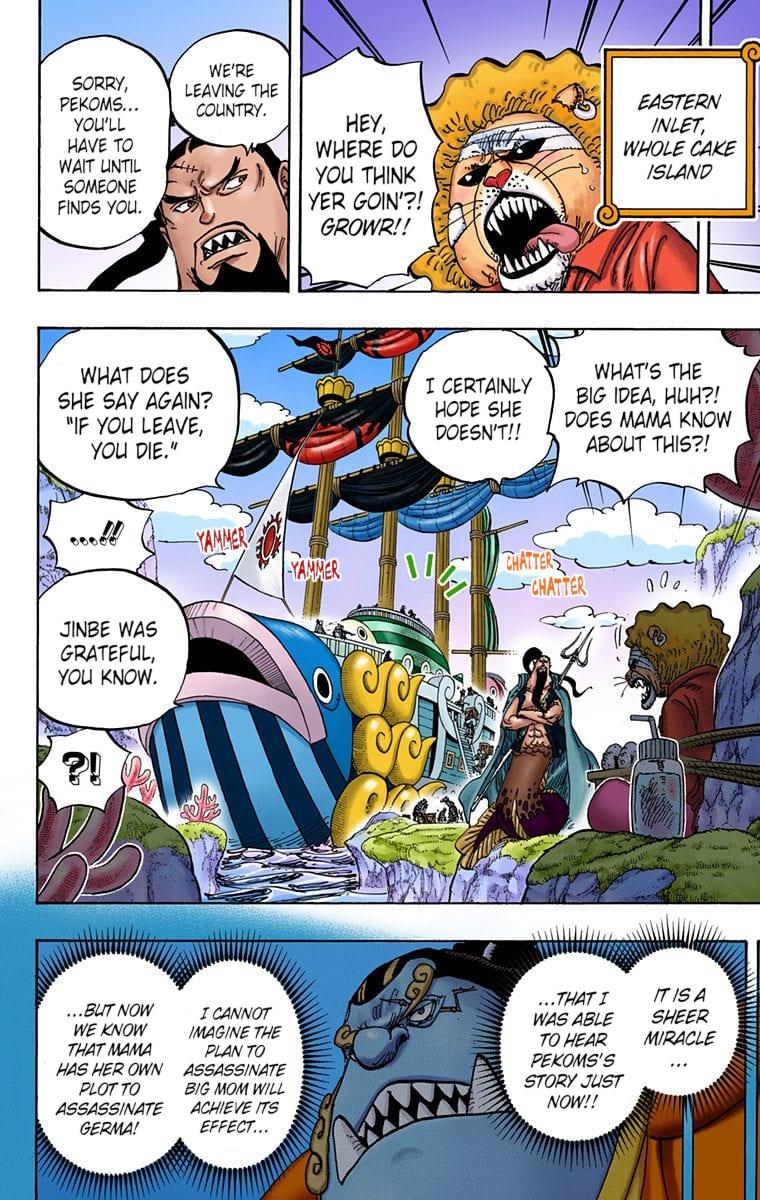 EASTERN
INLET,
WHOLE CAKE
ISLAND
HEY,
WHERE DO
YOU THINK
YER GOIN'?!
GROWR!!
WE'RE
LEAVING THE
COUNTRY.
SORRY,
PEKOMS...
YOU'LL
HAVE TO
WAIT UNTIL
SOMEONE
FINDS YOU.
WHAT'S THE
BIG IDEA, HUH?!
DOES MAMA KNOW
ABOUT THIS?!
I CERTAINLY
HOPE SHE
DOESN'T!!
WHAT DOES
SHE SAY AGAIN?
"IF YOU LEAVE,
YOU DIE."
...!!
CHATTER
CHATTER
YAMMER
YAMMER
JINBE WAS
GRATEFUL,
YOU KNOW.
?!
IT IS A
SHEER
MIRACLE
...
...THAT I
WAS ABLE
TO HEAR
PEKOMS'S
STORY JUST
NOW!!
I CANNOT
IMAGINE THE
PLAN TO
ASSASSINATE
BIG MOM WILL
ACHIEVE ITS
EFFECT...
...BUT NOW
WE KNOW
THAT MAMA
HAS HER OWN
PLOT TO
ASSASSINATE
GERMA!